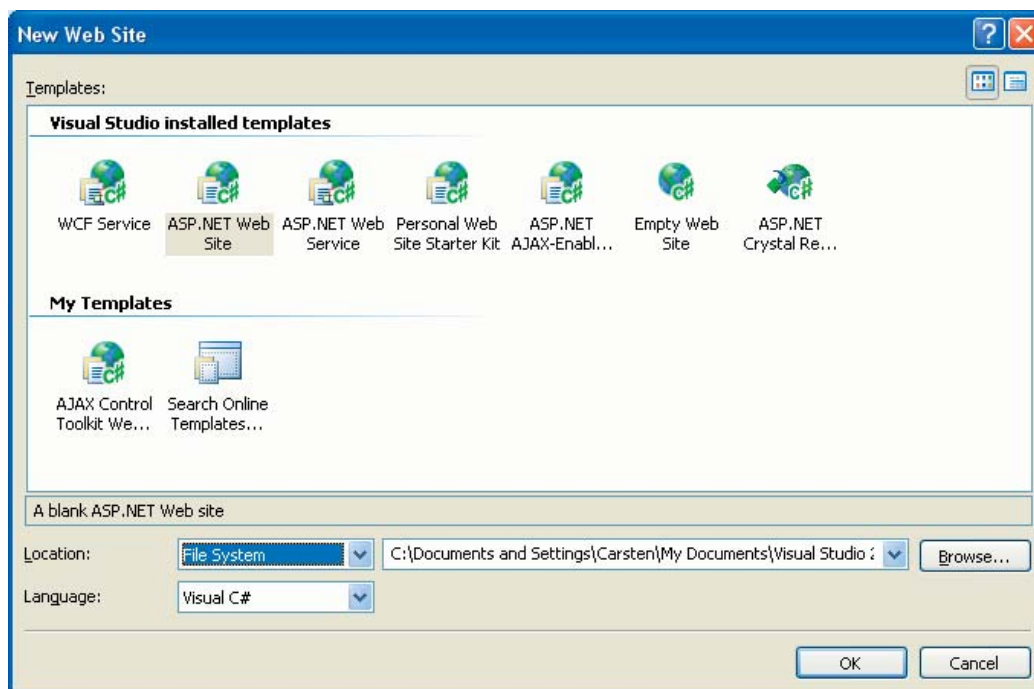 New Web Site
Templates:
Visual Studio installed templates
WCF Service
ASP.NET Web
Site
ASP.NET Web
Service
Personal Web
Site Starter Kit
ASP.NET
AJAX-Enabl...
Empty Web
Site
ASP.NET
Crystal Re...
My Templates
AJAX Control
Toolkit We...
Search Online
Templates...
A blank ASP.NET Web site
Location:
File System
C:\Documents and Settings\Carsten\My Documents\Visual Studio
Browse...
Language:
Visual C#
OK
Cancel